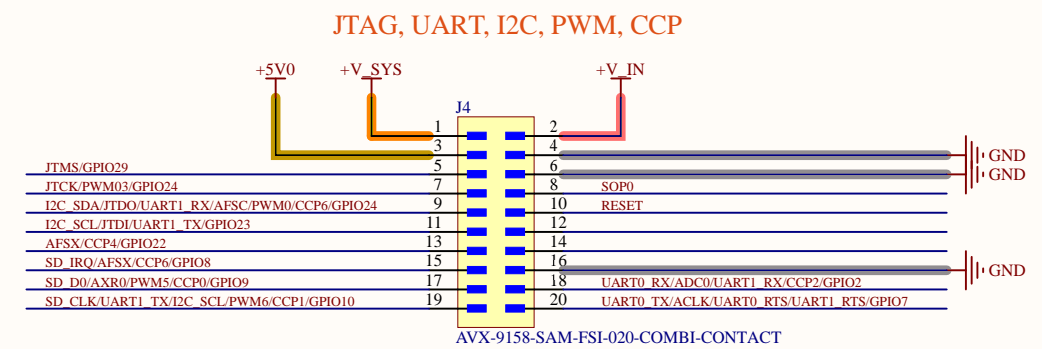 JTAG, UART, I2C, PWM, CCP
+5V0 +V_SYS +V_IN
J4
1 2
3 4 GND
JTMS/GPIO29 5 6 GND
JTCK/PWM03/GPIO24 7 8 SOP0
I2C_SDA/JTDO/UART1_RX/AFSC/PWM0/CCP6/GPIO24 9 10 RESET
I2C_SCL/JTDI/UART1_TX/GPIO23 11 12
AFSX/CCP4/GPIO22 13 14
SD_IRQ/AFSX/CCP6/GPIO8 15 16 GND
SD_D0/AXR0/PWM5/CCP0/GPIO9 17 18 UART0_RX/ADC0/UART1_RX/CCP2/GPIO2
SD_CLK/UART1_TX/I2C_SCL/PWM6/CCP1/GPIO10 19 20 UART0_TX/ACLK/UART0_RTS/UART1_RTS/GPIO7
AVX-9158-SAM-FSI-020-COMBI-CONTACT